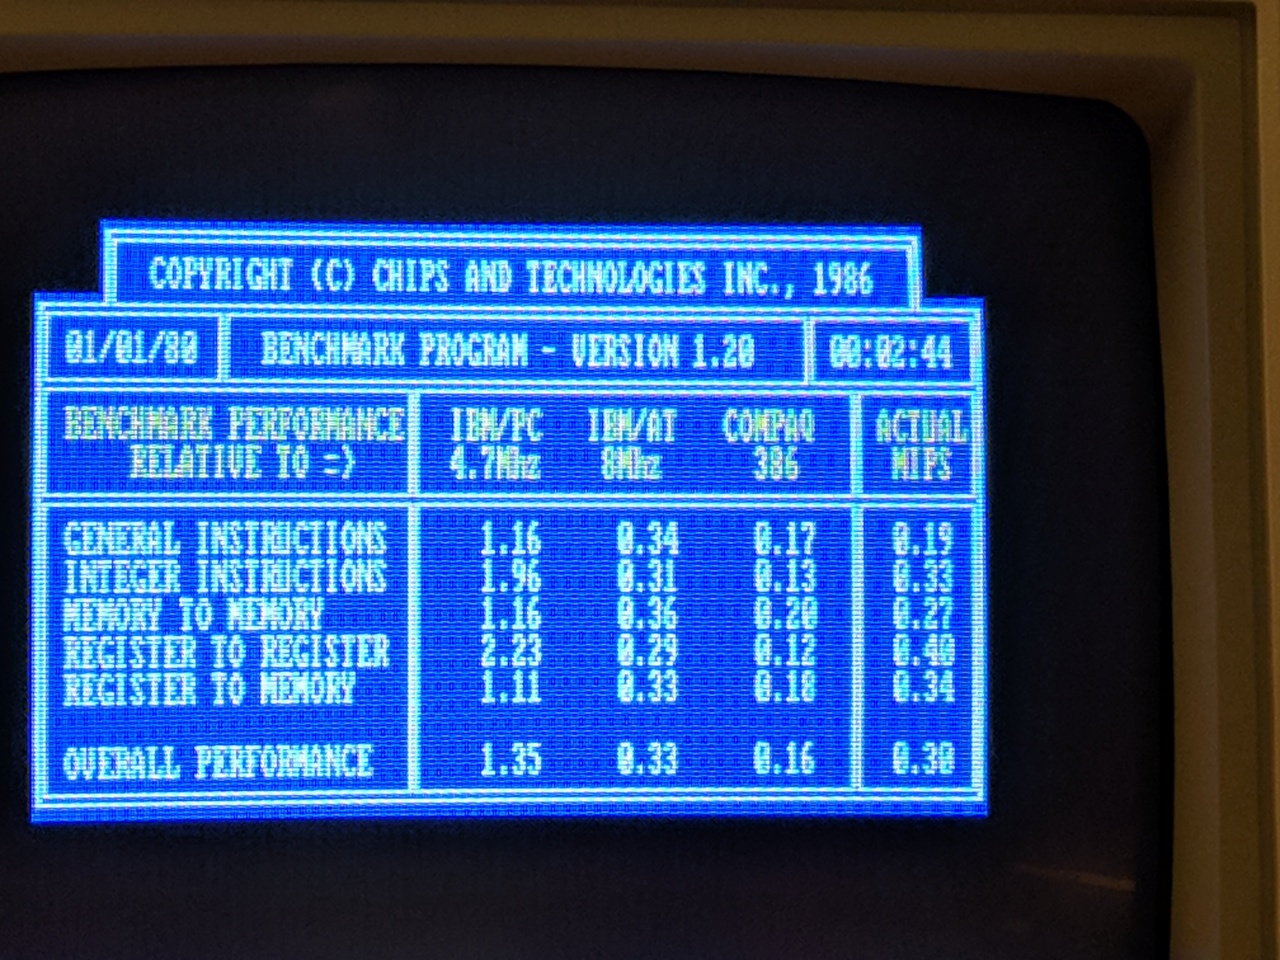 COPYRIGHT (C) CHIPS AND TECHNOLOGIES INC., 1986
01/01/80 BENCHMARK PROGRAM - VERSION 1.20 00:02:44
BENCHMARK PERFORMANCE IBM/PC IBM/AT COMPAQ ACTUAL
RELATIVE TO => 4.7Mhz 8Mhz 386 MIPS
GENERAL INSTRUCTIONS 1.16 0.34 0.17 0.19
INTEGER INSTRUCTIONS 1.96 0.31 0.13 0.33
MEMORY TO MEMORY 1.16 0.36 0.20 0.27
REGISTER TO REGISTER 2.23 0.29 0.12 0.40
REGISTER TO MEMORY 1.11 0.33 0.18 0.34
OVERALL PERFORMANCE 1.35 0.33 0.16 0.30